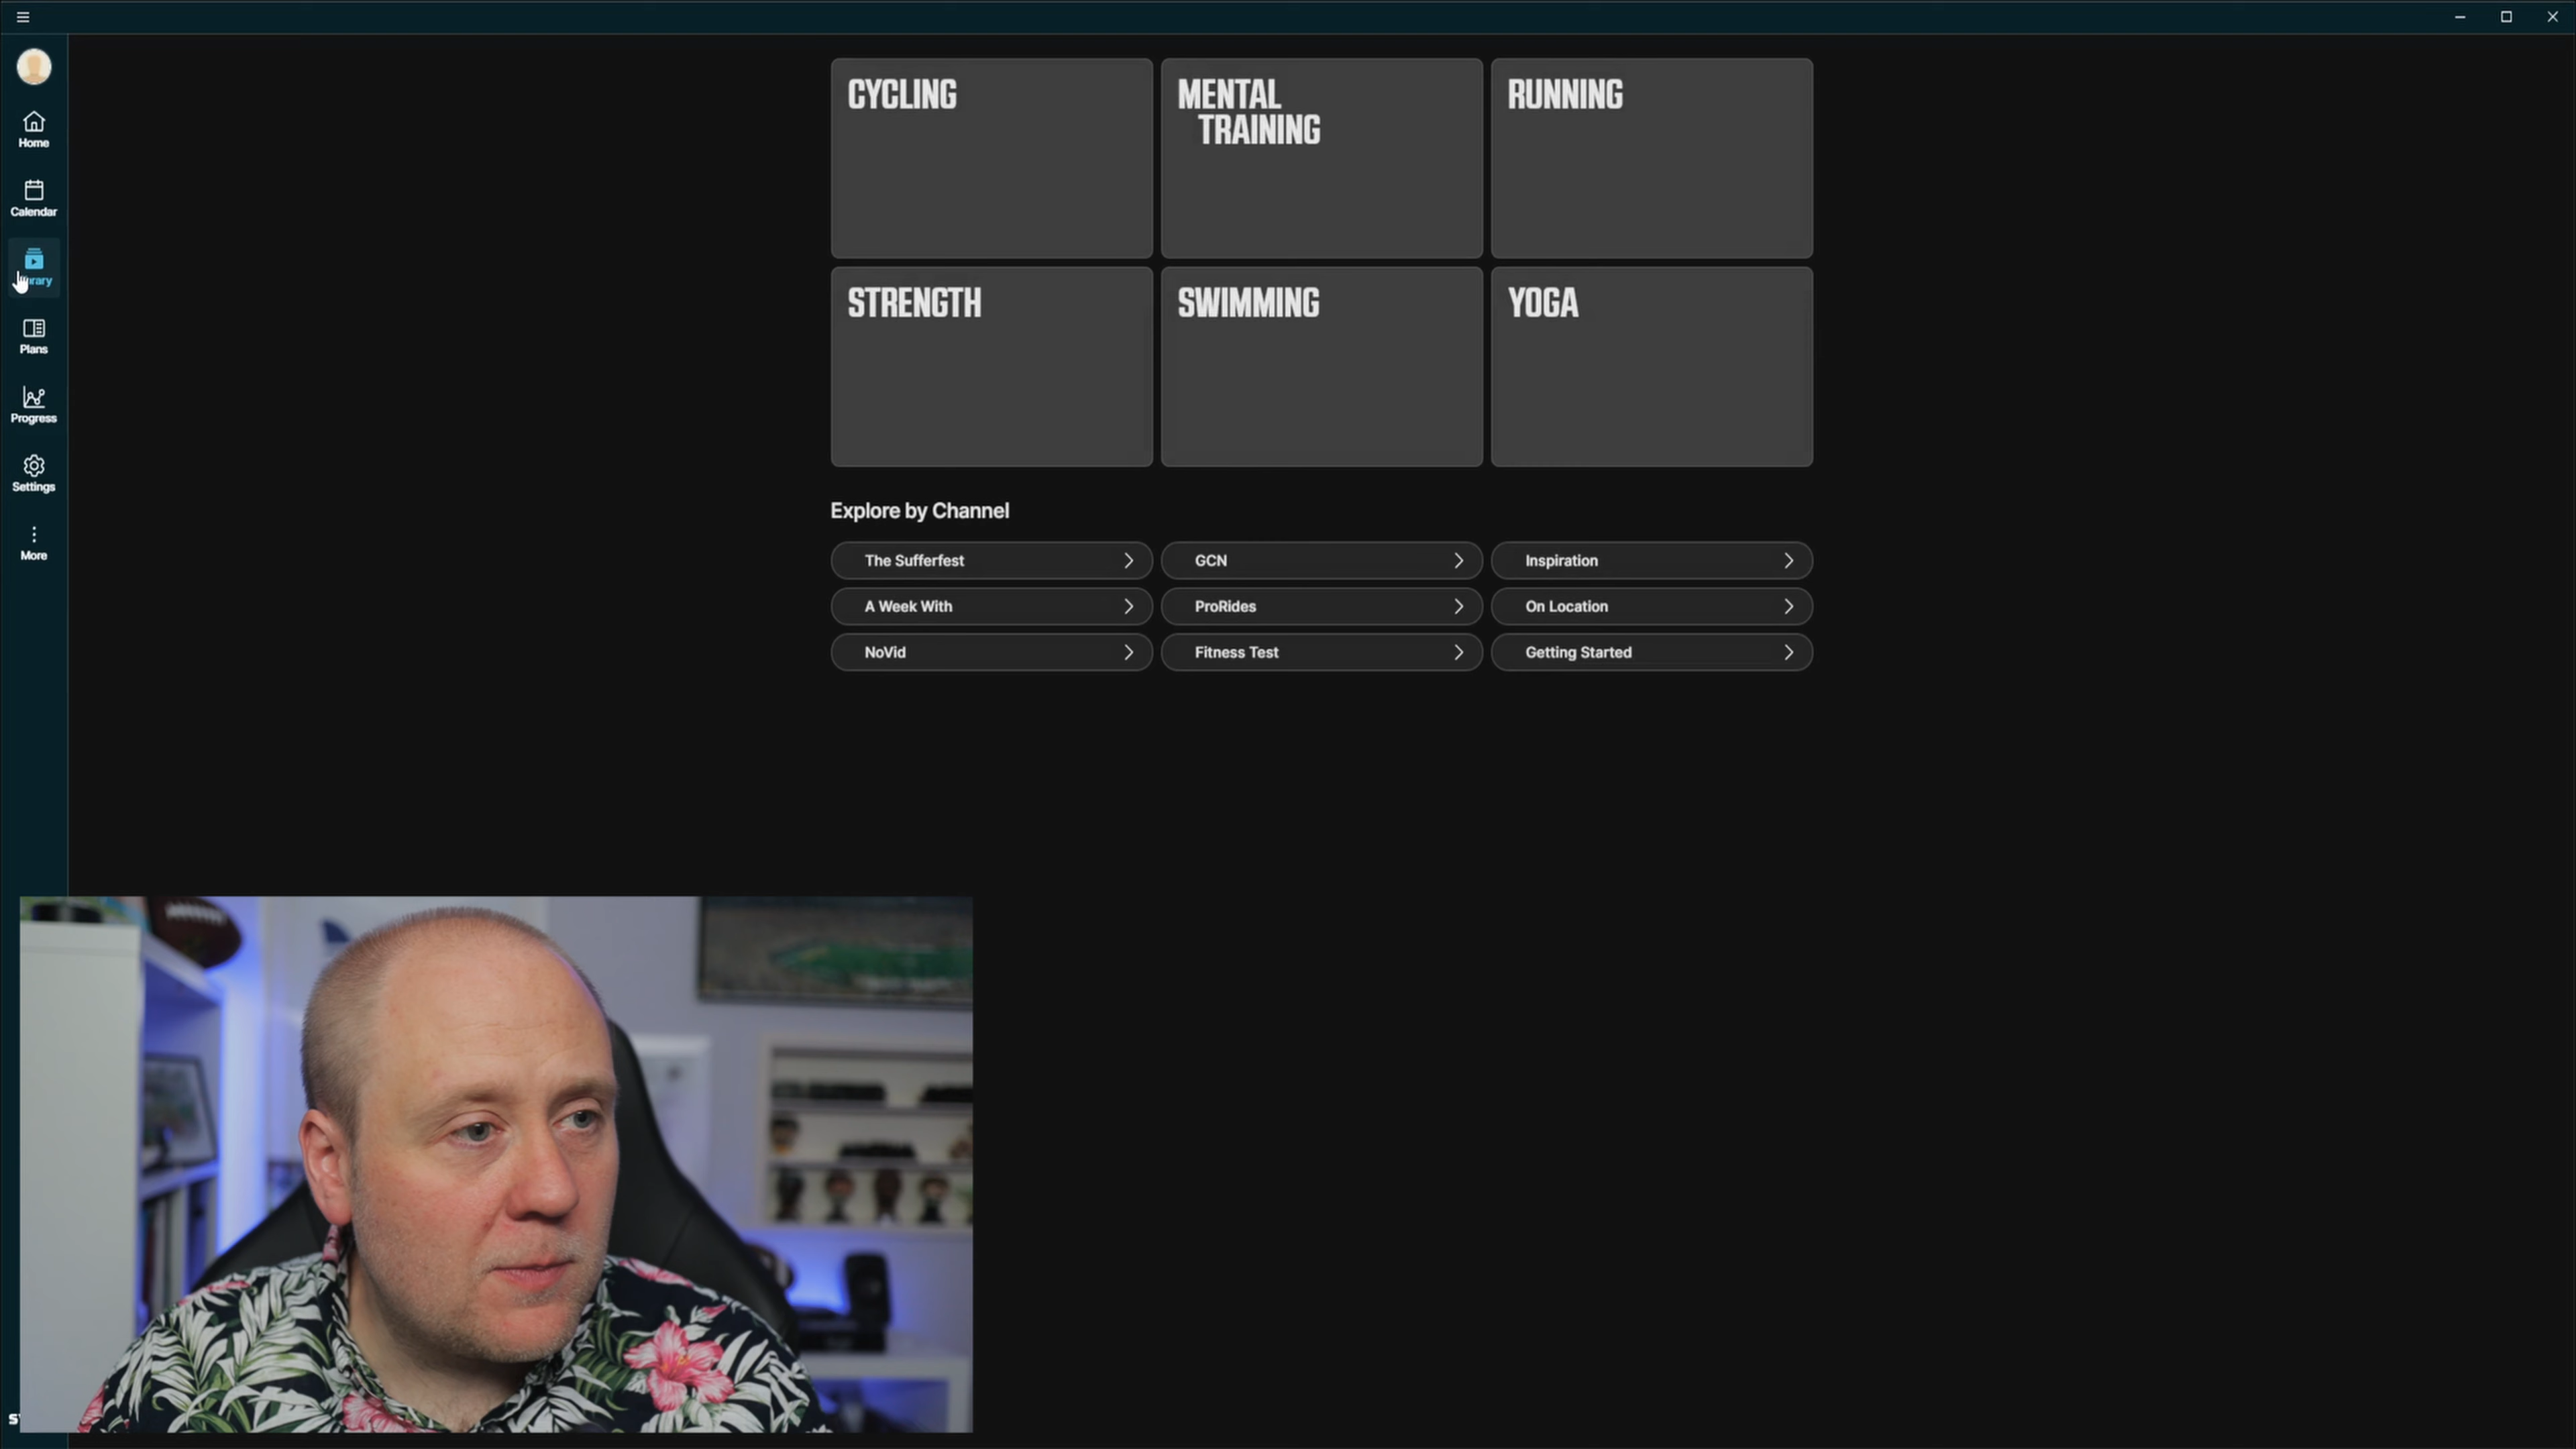 Home
Calendar
Plans
Progress
Settings
More
CYCLING
MENTAL
TRAINING
RUNNING
STRENGTH
SWIMMING
YOGA
Explore by Channel
The Sufferfest
GCN
Inspiration
A Week With
ProRides
On Location
NoVid
Fitness Test
Getting Started